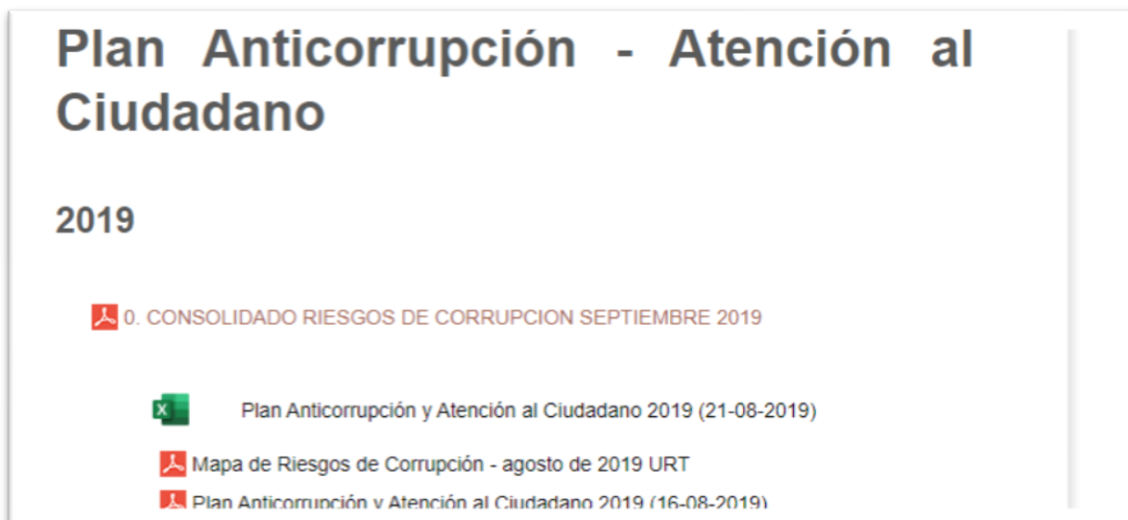 Plan Anticorrupción - Atención al
Ciudadano
2019
0. CONSOLIDADO RIESGOS DE CORRUPCION SEPTIEMBRE 2019
Plan Anticorrupción y Atención al Ciudadano 2019 (21-08-2019)
Mapa de Riesgos de Corrupción - agosto de 2019 URT
Plan Anticorrupción y Atención al Ciudadano 2019 (16-08-2019)